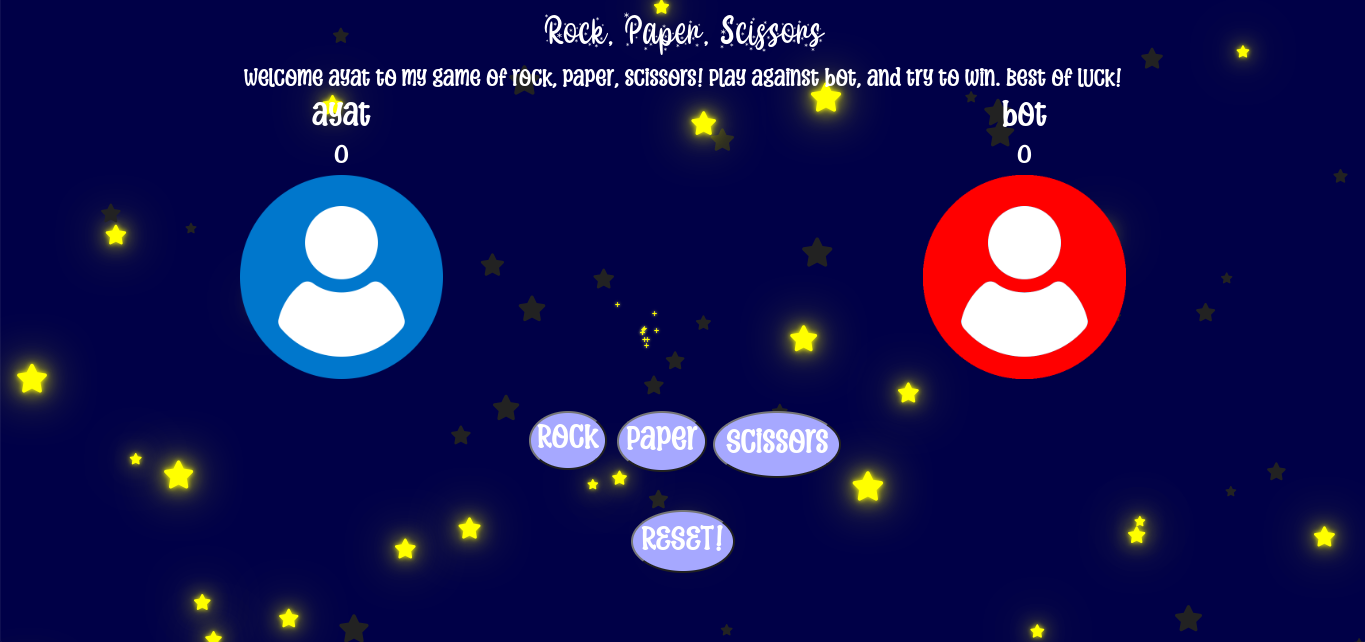 Rock, Paper, Scissors
Welcome ayat to my game of rock, paper, scissors! Play against bot, and try to win. Best of luck!
ayat bot
0 0
ROCK PAPER SCISSORS
RESET!